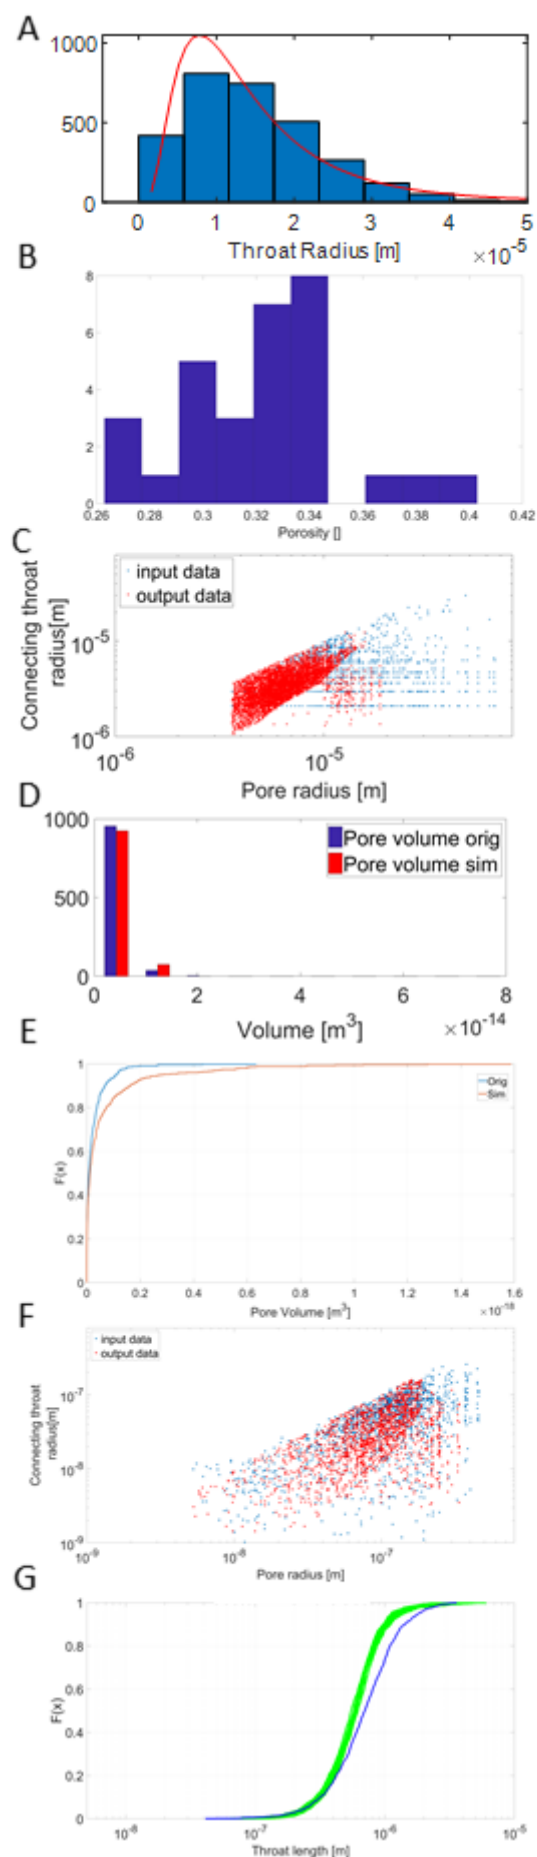 A
1000
500
0
0 1 2 3 4 5
Throat Radius [m] ×10⁻⁵
B
8
6
4
2
0
0.26 0.28 0.3 0.32 0.34 0.36 0.38 0.4 0.42
Porosity []
C
input data
output data
Connecting throat
radius[m]
10⁻⁵
10⁻⁶
10⁻⁶ 10⁻⁵
Pore radius [m]
D
1000
500
0
Pore volume orig
Pore volume sim
0 2 4 6 8
Volume [m³] ×10⁻¹⁴
E
1
0.8
0.6
0.4
0.2
0
F(x)
Orig
Sim
0 0.2 0.4 0.6 0.8 1 1.2 1.4 1.6
Pore Volume [m³] ×10⁻¹⁸
F
input data
output data
Connecting throat
radius[m]
10⁻⁷
10⁻⁸
10⁻⁹
10⁻⁹ 10⁻⁸ 10⁻⁷
Pore radius [m]
G
1
0.8
0.6
0.4
0.2
0
F(x)
10⁻⁸ 10⁻⁷ 10⁻⁶ 10⁻⁵
Throat length [m]